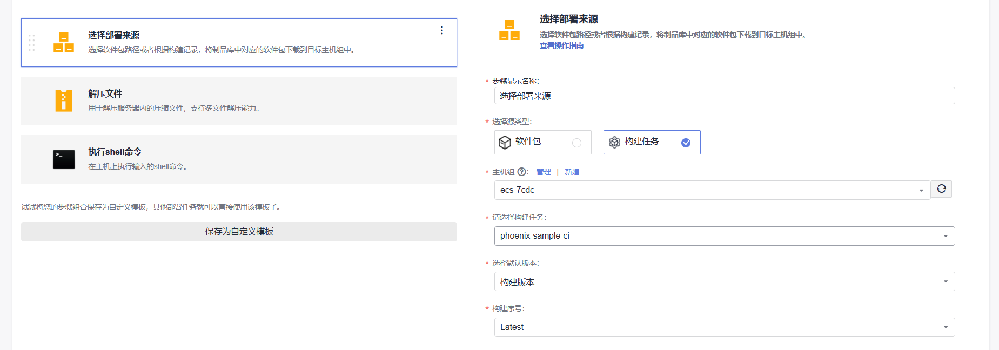 选择部署来源
选择软件包路径或者根据构建记录，将制品库中对应的软件包下载到目标主机组中。
解压文件
用于解压服务器内的压缩文件，支持多文件解压能力。
>_
执行shell命令
在主机上执行输入的shell命令。
试试将您的步骤组合保存为自定义模板，其他部署任务就可以直接使用该模板了。
保存为自定义模板
选择部署来源
选择软件包路径或者根据构建记录，将制品库中对应的软件包下载到目标主机组中。
查看操作指南
* 步骤显示名称:
选择部署来源
* 选择源类型:
软件包 构建任务
* 主机组 ?: 管理 | 新建
ecs-7cdc
* 请选择构建任务:
phoenix-sample-ci
* 选择默认版本:
构建版本
* 构建序号:
Latest